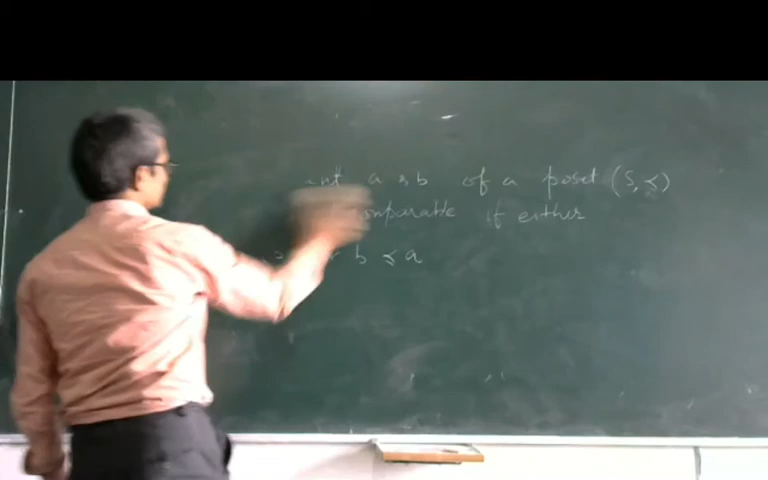 a & b of a poset (S, ≼)
comparable if either
b ≼ a